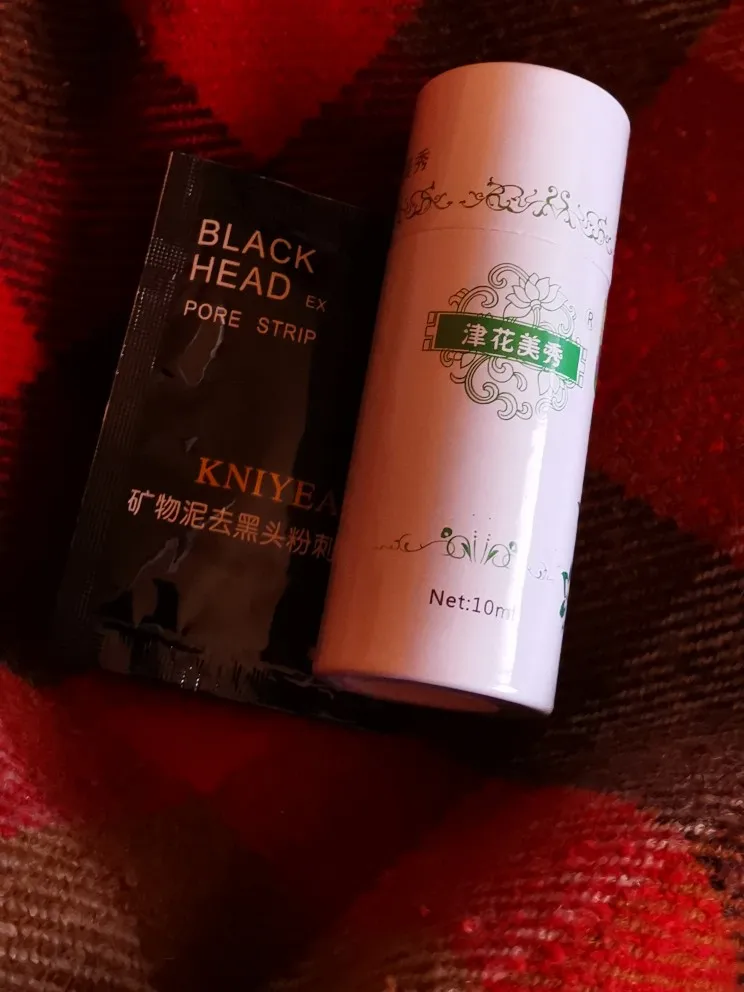 BLACK
HEAD EX
PORE STRIP
KNIYEA
矿物泥去黑头粉刺
秀
津花美秀
R
Net:10ml